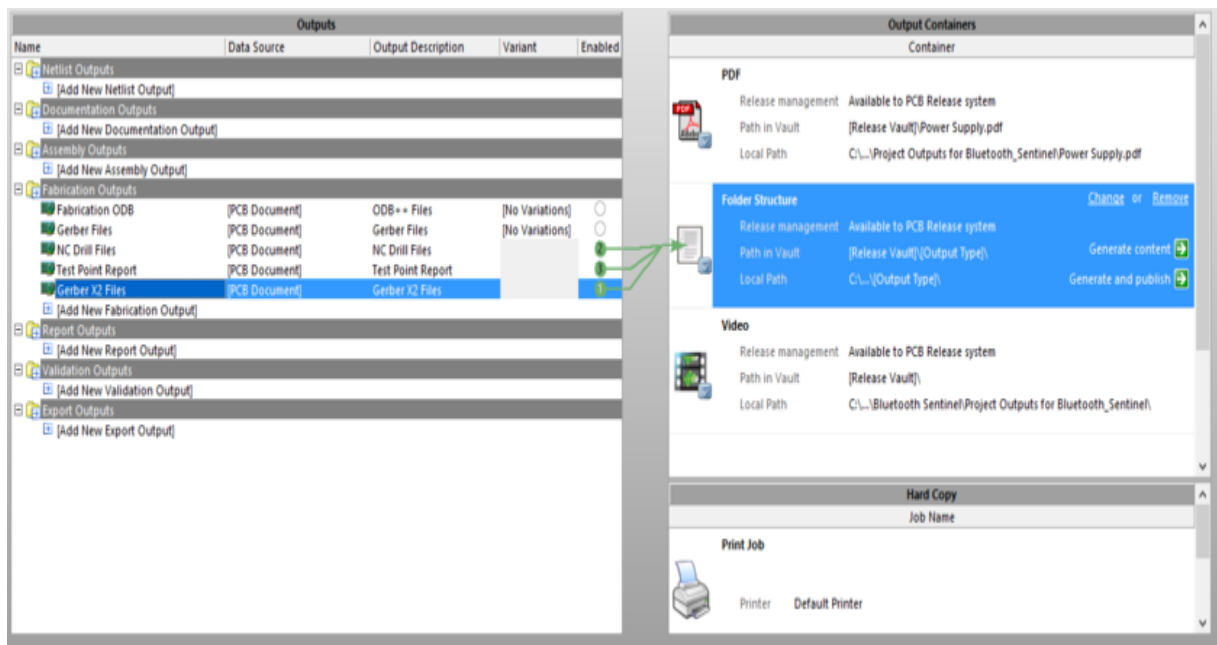 Outputs
Name Data Source Output Description Variant Enabled
Netlist Outputs
[Add New Netlist Output]
Documentation Outputs
[Add New Documentation Output]
Assembly Outputs
[Add New Assembly Output]
Fabrication Outputs
Fabrication ODB [PCB Document] ODB++ Files [No Variations]
Gerber Files [PCB Document] Gerber Files [No Variations]
NC Drill Files [PCB Document] NC Drill Files 2
Test Point Report [PCB Document] Test Point Report 3
Gerber X2 Files [PCB Document] Gerber X2 Files 1
[Add New Fabrication Output]
Report Outputs
[Add New Report Output]
Validation Outputs
[Add New Validation Output]
Export Outputs
[Add New Export Output]
Output Containers
Container
PDF
Release management Available to PCB Release system
Path in Vault [Release Vault]\Power Supply.pdf
Local Path C:\...\Project Outputs for Bluetooth_Sentinel\Power Supply.pdf
PDF
Adobe
Folder Structure Change or Remove
Release management Available to PCB Release system
Path in Vault [Release Vault]\[Output Type]\ Generate content
Local Path C:\...\[Output Type]\ Generate and publish
Video
Release management Available to PCB Release system
Path in Vault [Release Vault]\
Local Path C:\...\Bluetooth Sentinel\Project Outputs for Bluetooth_Sentinel\
Hard Copy
Job Name
Print Job
Printer Default Printer